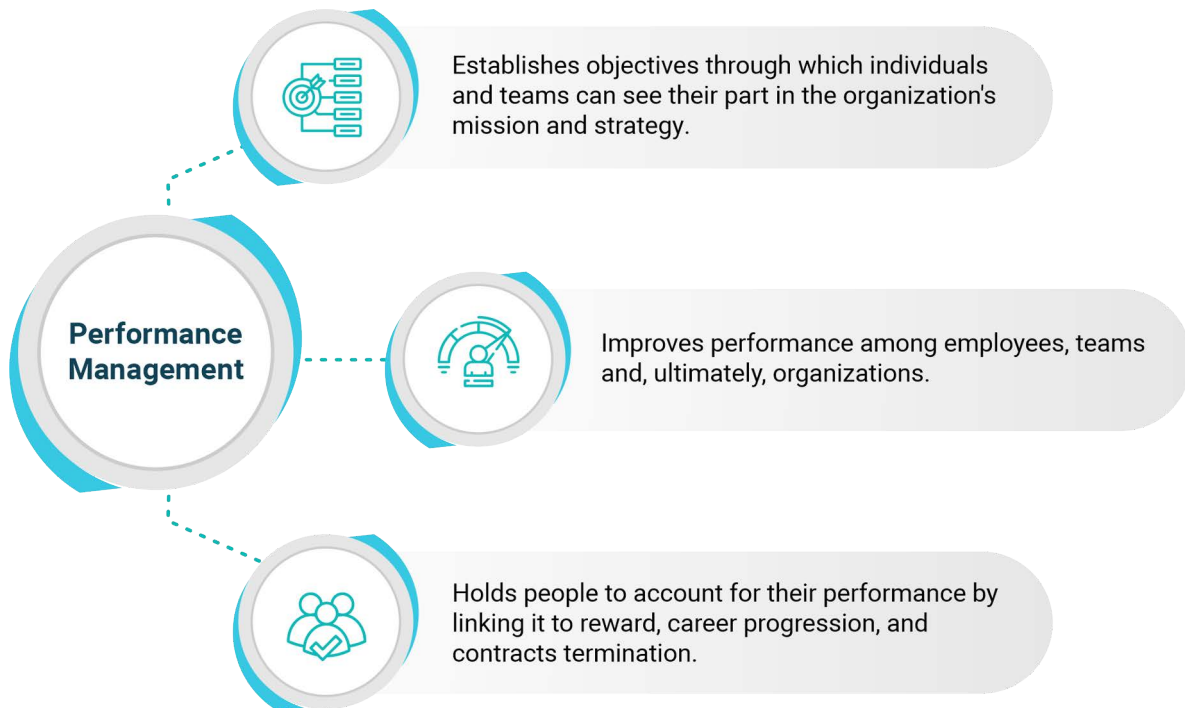 Establishes objectives through which individuals
and teams can see their part in the organization's
mission and strategy.
Performance
Management
Improves performance among employees, teams
and, ultimately, organizations.
Holds people to account for their performance by
linking it to reward, career progression, and
contracts termination.